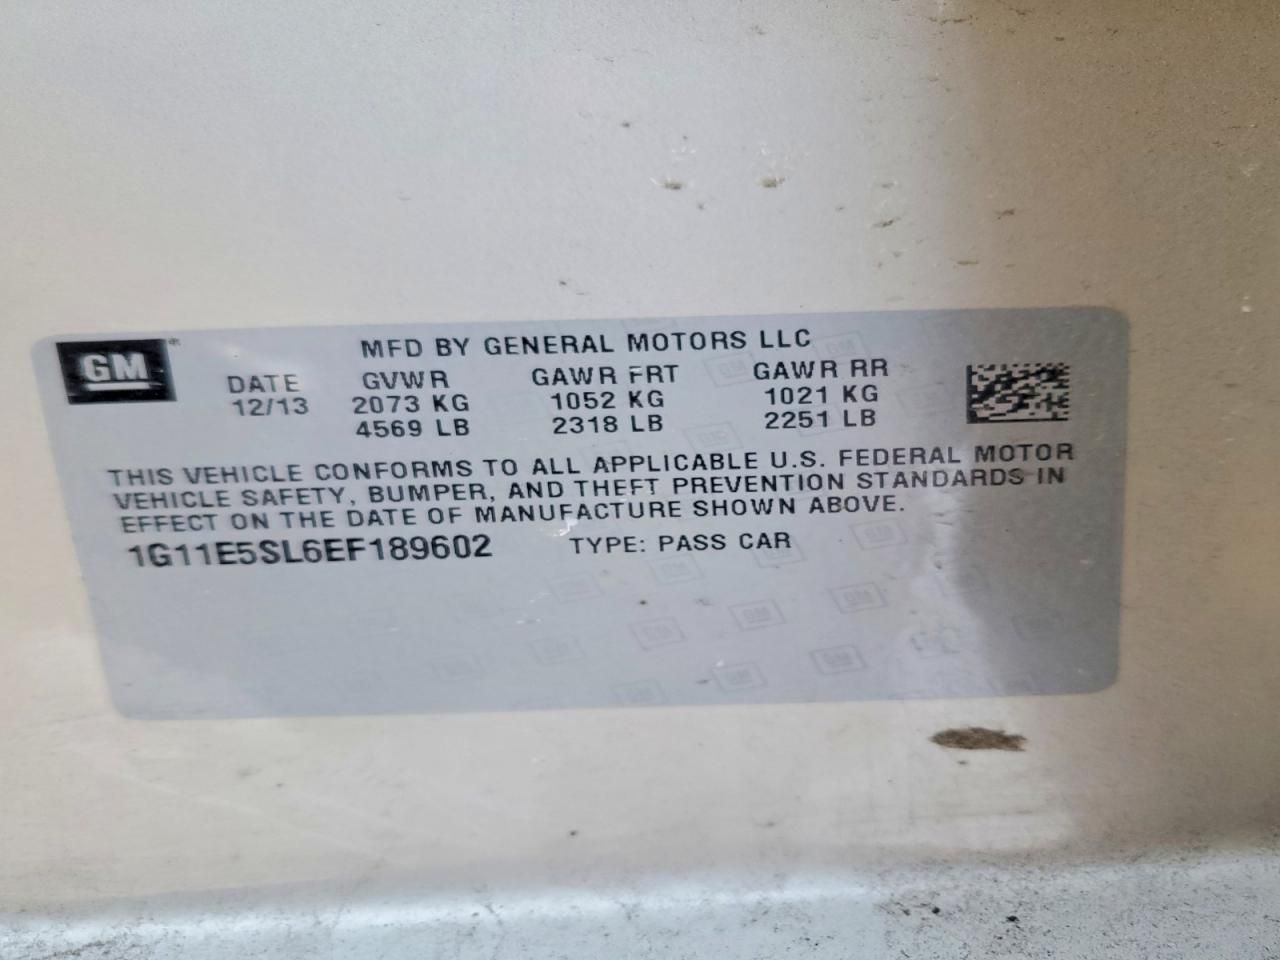 GM
MFD BY GENERAL MOTORS LLC
DATE GVWR GAWR FRT GAWR RR
12/13 2073 KG 1052 KG 1021 KG
4569 LB 2318 LB 2251 LB
THIS VEHICLE CONFORMS TO ALL APPLICABLE U.S. FEDERAL MOTOR
VEHICLE SAFETY, BUMPER, AND THEFT PREVENTION STANDARDS IN
EFFECT ON THE DATE OF MANUFACTURE SHOWN ABOVE.
1G11E5SL6EF189602 TYPE: PASS CAR